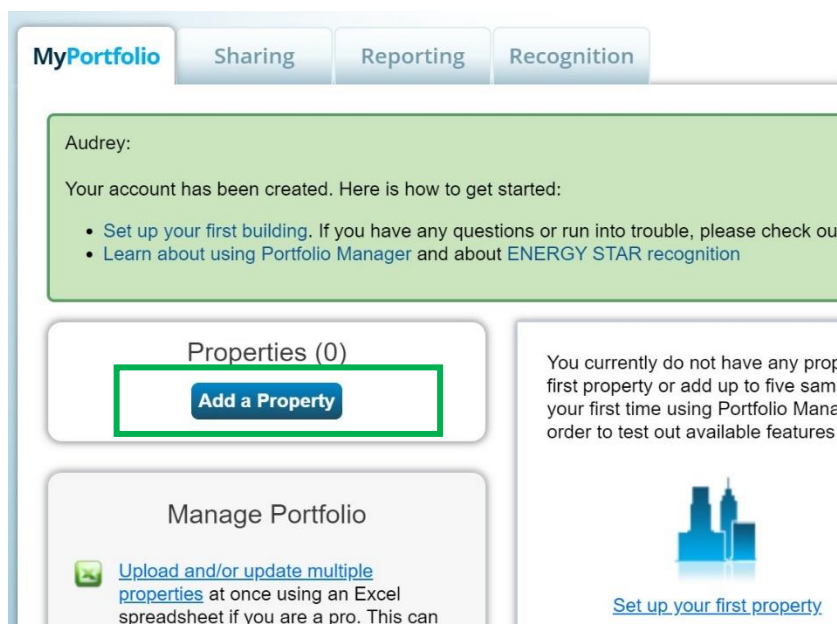 MyPortfolio
Sharing
Reporting
Recognition
Audrey:
Your account has been created. Here is how to get started:
• Set up your first building. If you have any questions or run into trouble, please check ou
• Learn about using Portfolio Manager and about ENERGY STAR recognition
Properties (0)
Add a Property
Manage Portfolio
Upload and/or update multiple
properties at once using an Excel
spreadsheet if you are a pro. This can
You currently do not have any prop
first property or add up to five sam
your first time using Portfolio Mana
order to test out available features
Set up your first property